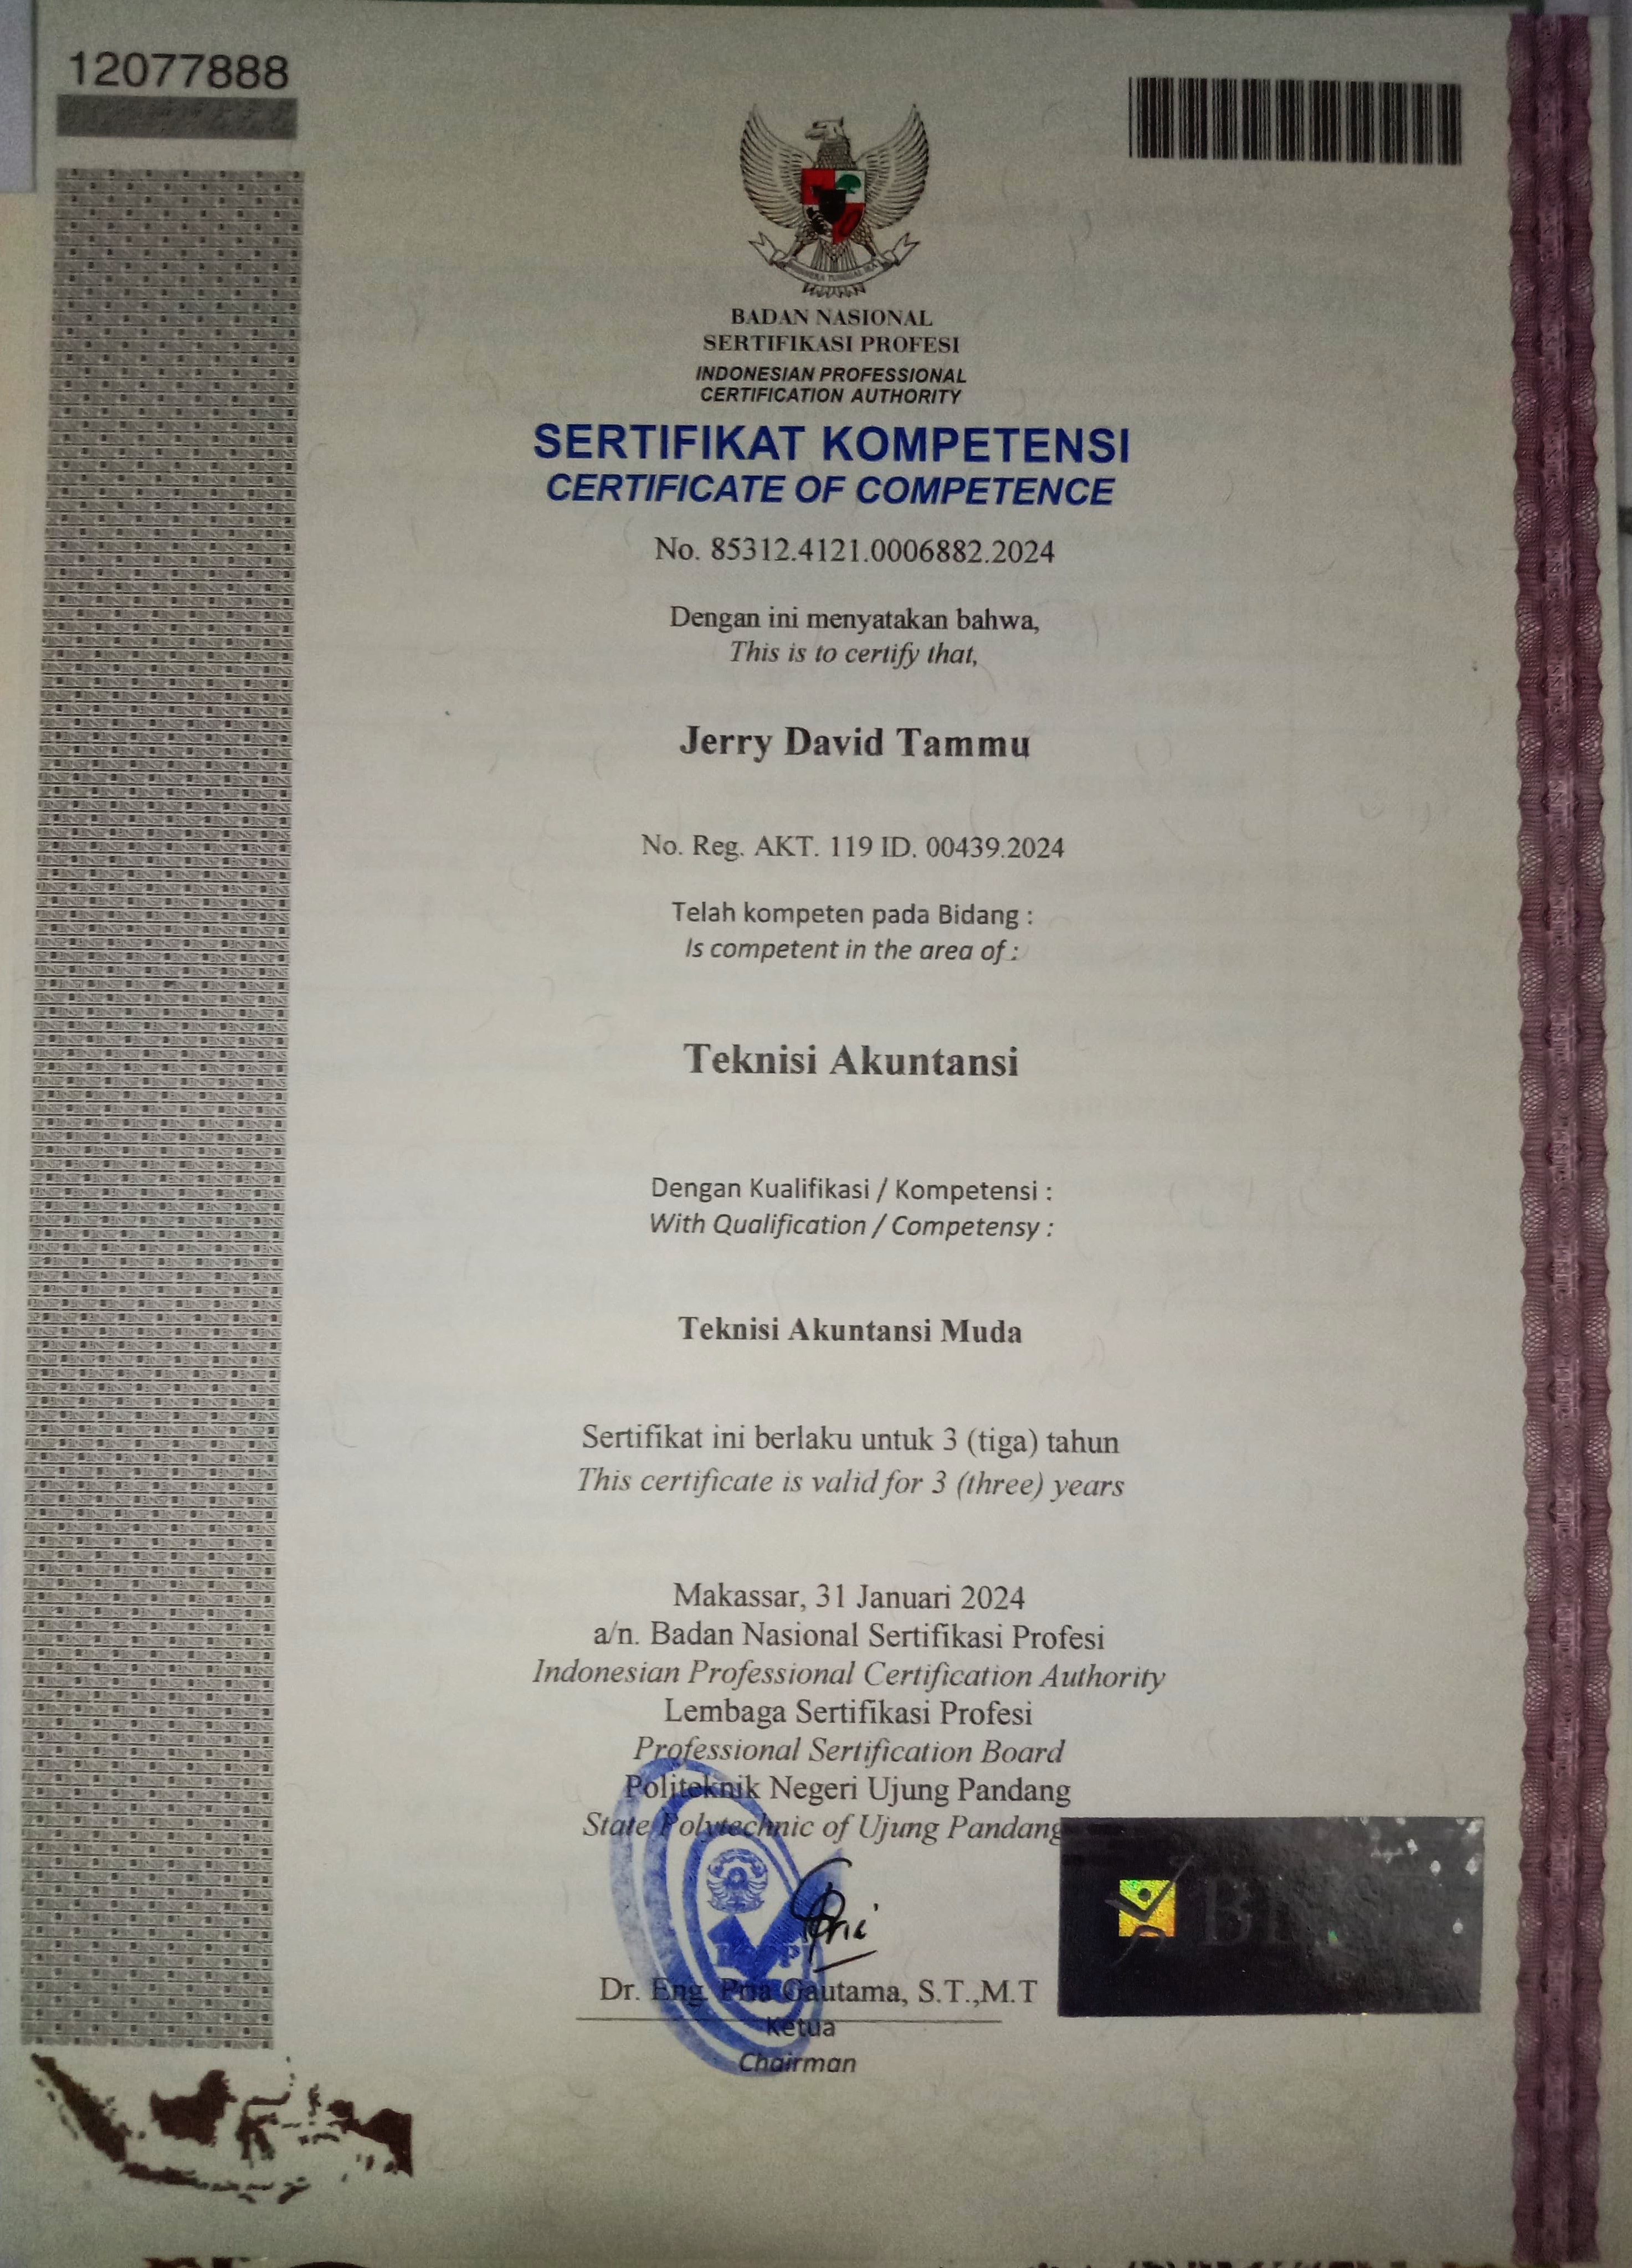 12077888
BADAN NASIONAL
SERTIFIKASI PROFESI
INDONESIAN PROFESSIONAL
CERTIFICATION AUTHORITY
SERTIFIKAT KOMPETENSI
CERTIFICATE OF COMPETENCE
No. 85312.4121.0006882.2024
Dengan ini menyatakan bahwa,
This is to certify that,
Jerry David Tammu
No. Reg. AKT. 119 ID. 00439.2024
Telah kompeten pada Bidang :
Is competent in the area of :
Teknisi Akuntansi
Dengan Kualifikasi / Kompetensi :
With Qualification / Competensy :
Teknisi Akuntansi Muda
Sertifikat ini berlaku untuk 3 (tiga) tahun
This certificate is valid for 3 (three) years
Makassar, 31 Januari 2024
a/n. Badan Nasional Sertifikasi Profesi
Indonesian Professional Certification Authority
Lembaga Sertifikasi Profesi
Professional Sertification Board
Politeknik Negeri Ujung Pandang
State Polytechnic of Ujung Pandang
Dr. Eng. Pria Gautama, S.T.,M.T
Ketua
Chairman